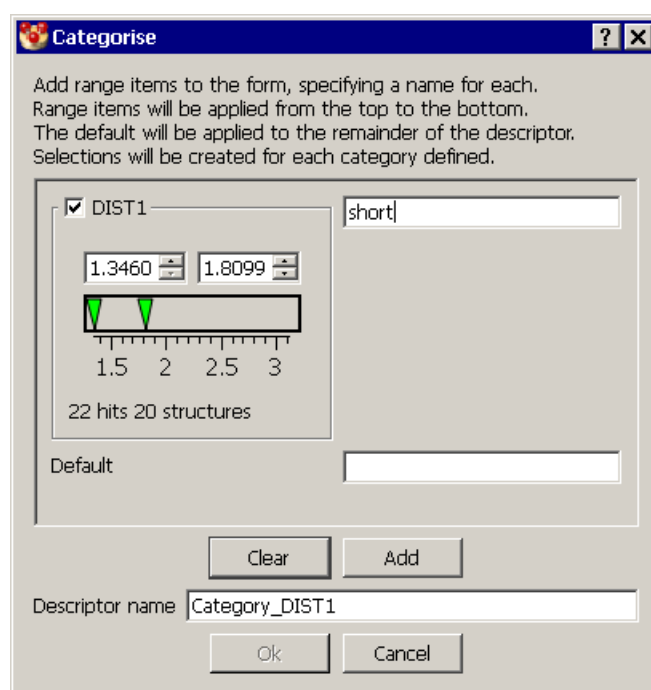 Categorise
Add range items to the form, specifying a name for each.
Range items will be applied from the top to the bottom.
The default will be applied to the remainder of the descriptor.
Selections will be created for each category defined.
DIST1
short
1.3460 1.8099
1.5 2 2.5 3
22 hits 20 structures
Default
Clear Add
Descriptor name Category_DIST1
Ok Cancel